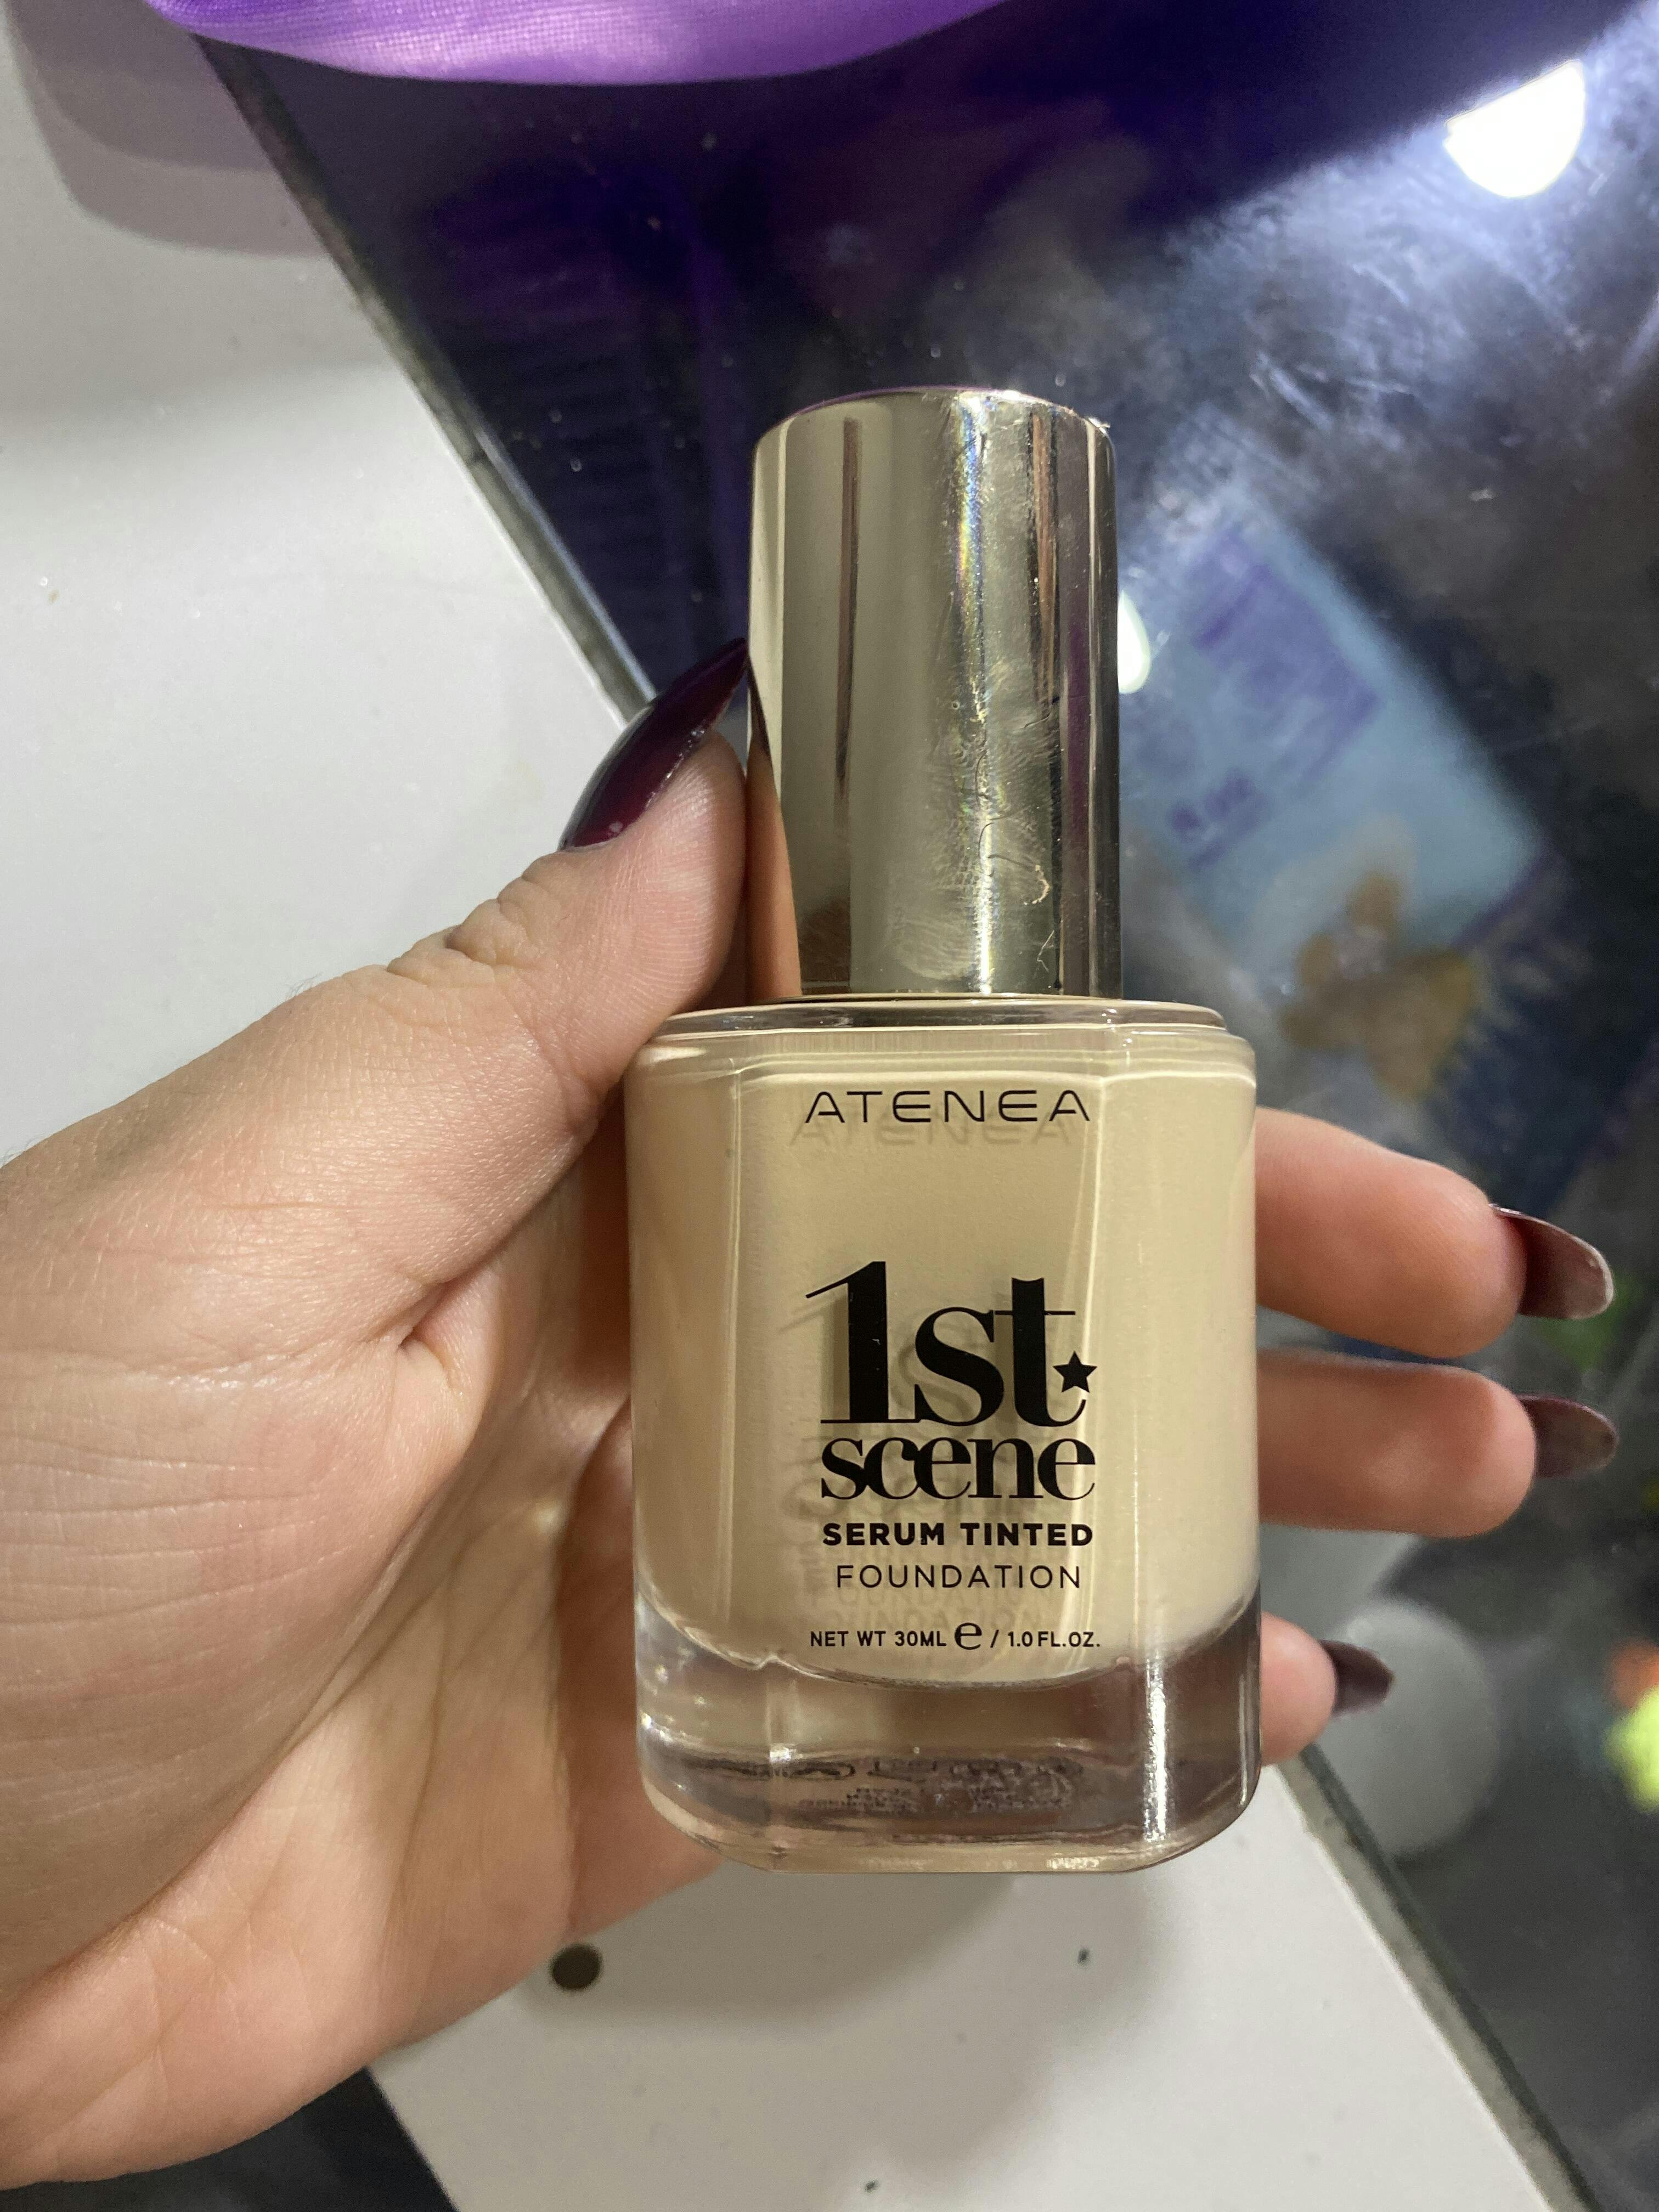 ATENEA
1st★
scene
SERUM TINTED
FOUNDATION
NET WT 30ML ℮ / 1.0 FL.OZ.